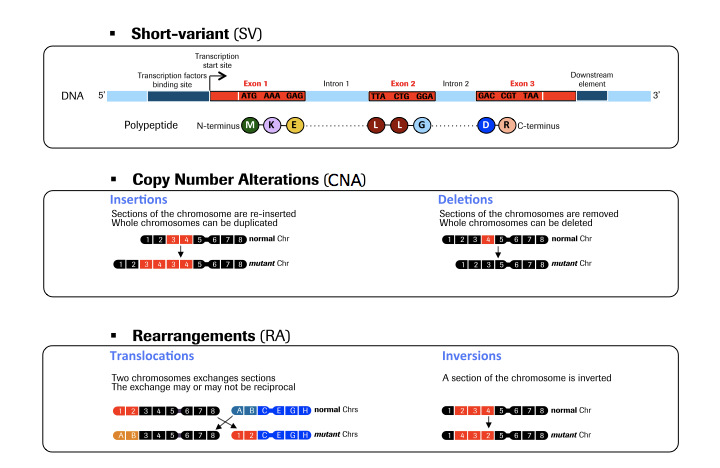 ▪ Short-variant (SV)
Transcription
start site
Transcription factors
binding site
Exon 1
Intron 1
Exon 2
Intron 2
Exon 3
Downstream
element
DNA 5' ATG AAA GAG TTA CTG GGA GAC CGT TAA 3'
Polypeptide N-terminus M K E L L G D R C-terminus
▪ Copy Number Alterations (CNA)
Insertions
Sections of the chromosome are re-inserted
Whole chromosomes can be duplicated
1 2 3 4 5 6 7 8 normal Chr
1 2 3 4 3 4 5 6 7 8 mutant Chr
Deletions
Sections of the chromosomes are removed
Whole chromosomes can be deleted
1 2 3 4 5 6 7 8 normal Chr
1 2 3 5 6 7 8 mutant Chr
▪ Rearrangements (RA)
Translocations
Two chromosomes exchanges sections
The exchange may or may not be reciprocal
1 2 3 4 5 6 7 8 A B C E G H normal Chrs
A B 3 4 5 6 7 8 1 2 C E G H mutant Chrs
Inversions
A section of the chromosome is inverted
1 2 3 4 5 6 7 8 normal Chr
1 4 3 2 5 6 7 8 mutant Chr